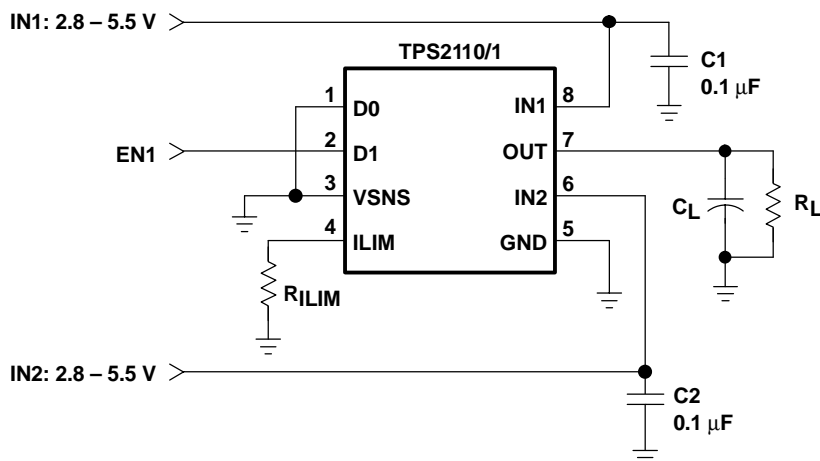 IN1: 2.8 – 5.5 V
TPS2110/1
C1
0.1 μF
1
D0
IN1
8
EN1
2
D1
OUT
7
3
VSNS
IN2
6
CL
RL
4
ILIM
GND
5
RILIM
IN2: 2.8 – 5.5 V
C2
0.1 μF